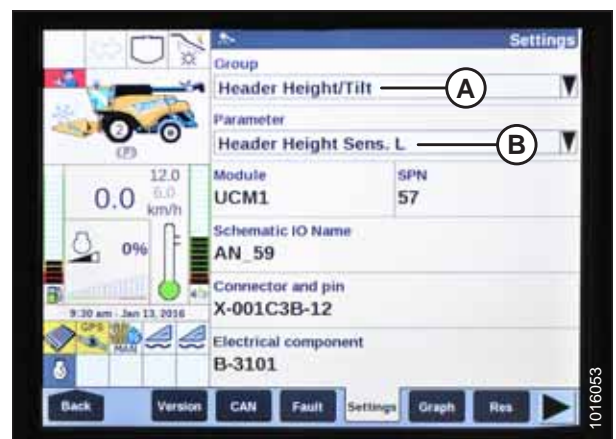 Settings
Group
Header Height/Tilt
A
Parameter
Header Height Sens. L
B
Module
UCM1
SPN
57
Schematic IO Name
AN_59
Connector and pin
X-001C3B-12
Electrical component
B-3101
2
(F)
12.0
6.0
0.0
km/h
0%
9:20 am - Jan 13, 2016
GPS
MAN
Back
Version
CAN
Fault
Settings
Graph
Res
1016053